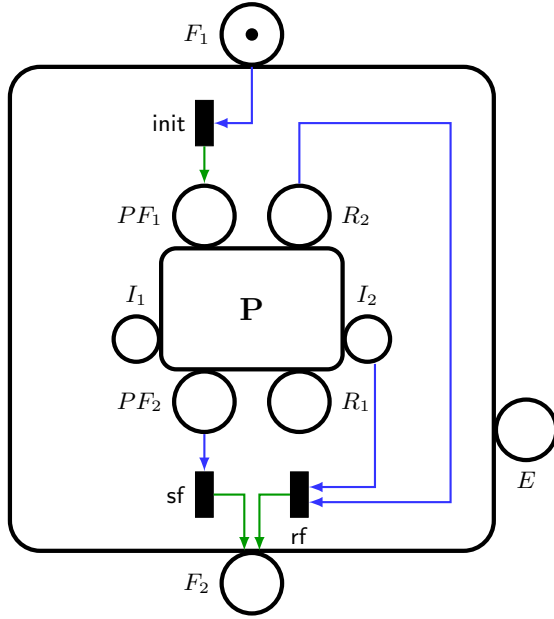 F₁
init
PF₁ R₂
I₁ I₂
P
PF₂ R₁
E
sf
rf
F₂